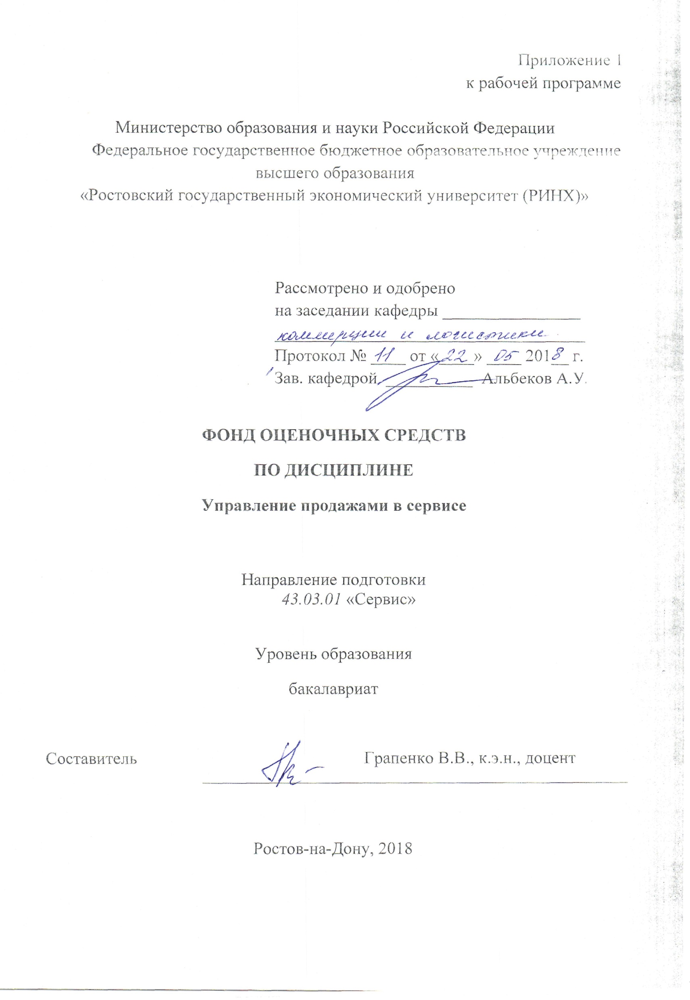 Приложение 1
к рабочей программе
Министерство образования и науки Российской Федерации
Федеральное государственное бюджетное образовательное учреждение
высшего образования
«Ростовский государственный экономический университет (РИНХ)»
Рассмотрено и одобрено
на заседании кафедры
коммерции и логистики
Протокол № 11 от «22» 05 2018 г.
Зав. кафедрой Альбеков А.У.
ФОНД ОЦЕНОЧНЫХ СРЕДСТВ
ПО ДИСЦИПЛИНЕ
Управление продажами в сервисе
Направление подготовки
43.03.01 «Сервис»
Уровень образования
бакалавриат
Составитель Грапенко В.В., к.э.н., доцент
Ростов-на-Дону, 2018